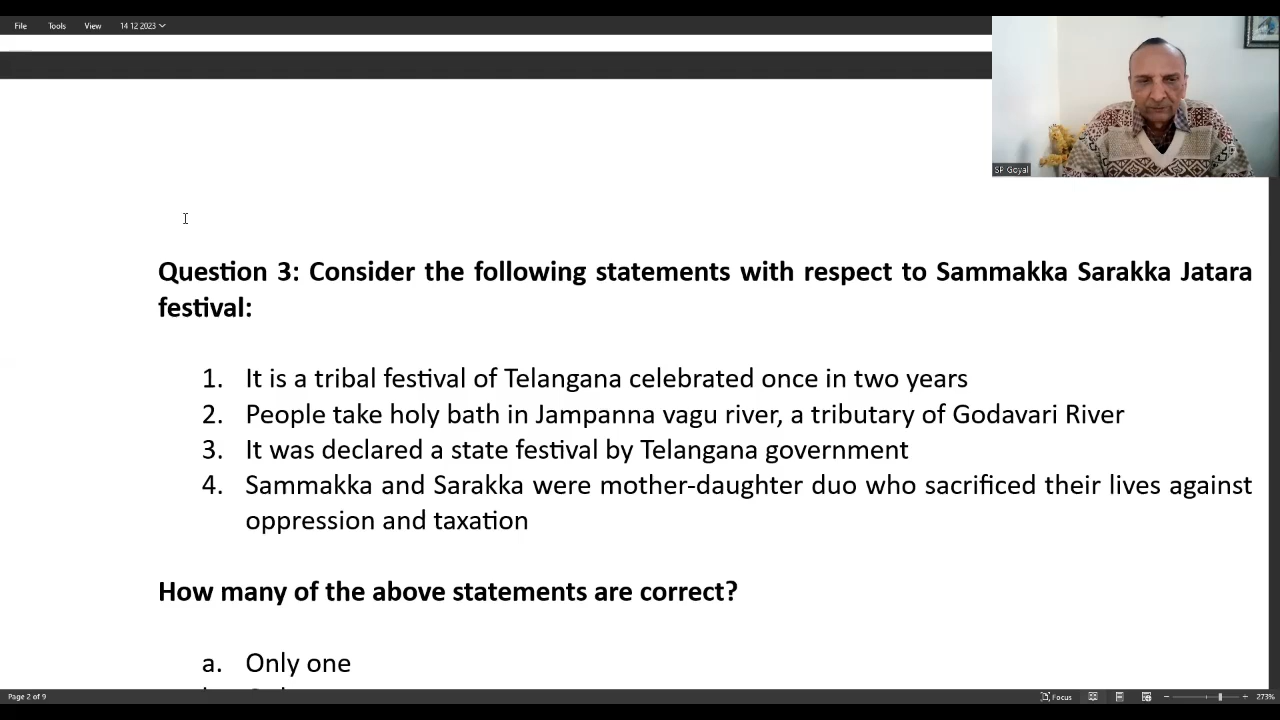 File Tools View 14 12 2023
SP Goyal
Question 3: Consider the following statements with respect to Sammakka Sarakka Jatara
festival:
1. It is a tribal festival of Telangana celebrated once in two years
2. People take holy bath in Jampanna vagu river, a tributary of Godavari River
3. It was declared a state festival by Telangana government
4. Sammakka and Sarakka were mother-daughter duo who sacrificed their lives against
oppression and taxation
How many of the above statements are correct?
a. Only one
Page 2 of 9 Focus 273%